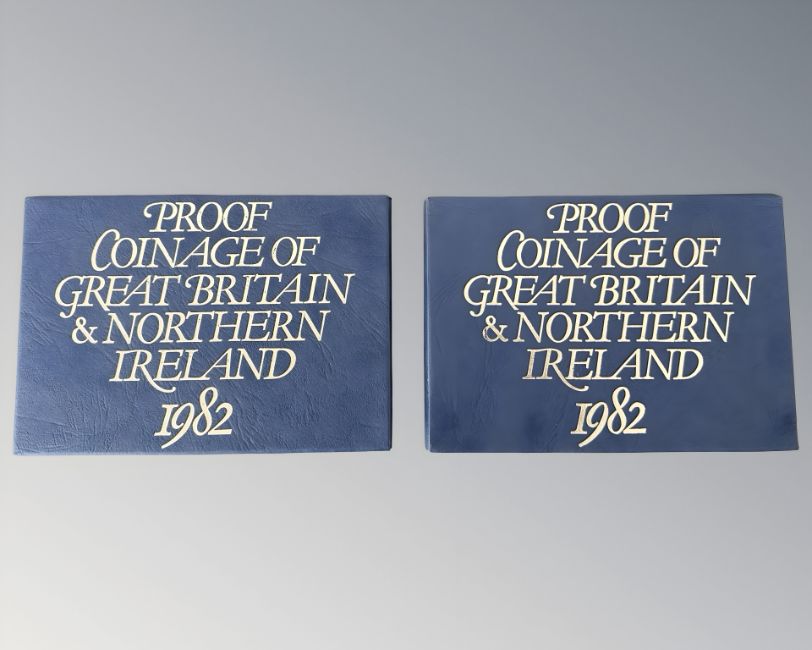 PROOF
COINAGE OF
GREAT BRITAIN
& NORTHERN
IRELAND
1982
PROOF
COINAGE OF
GREAT BRITAIN
& NORTHERN
IRELAND
1982